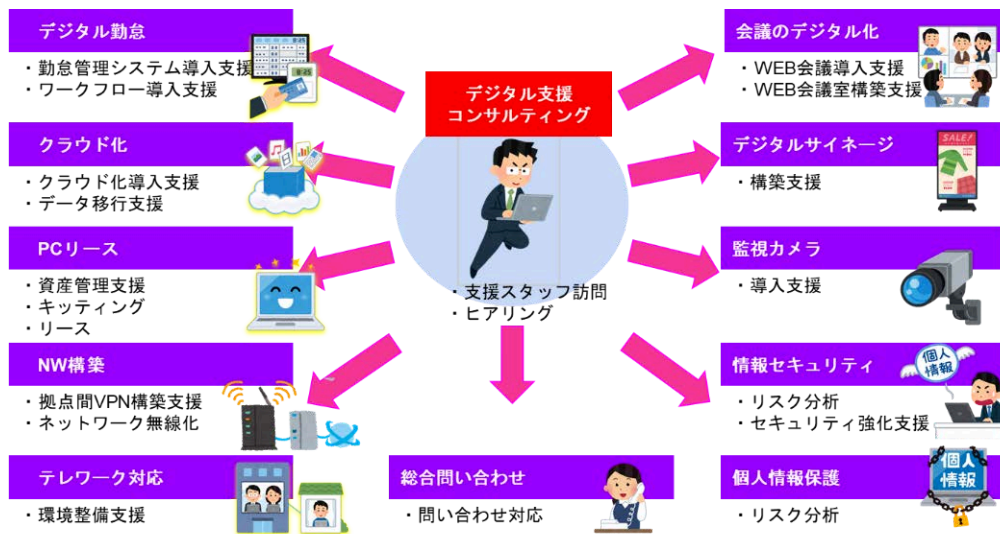 デジタル勤怠
・勤怠管理システム導入支援
・ワークフロー導入支援
クラウド化
・クラウド化導入支援
・データ移行支援
PCリース
・資産管理支援
・キッティング
・リース
NW構築
・拠点間VPN構築支援
・ネットワーク無線化
テレワーク対応
・環境整備支援
デジタル支援
コンサルティング
・支援スタッフ訪問
・ヒアリング
総合問い合わせ
・問い合わせ対応
会議のデジタル化
・WEB会議導入支援
・WEB会議室構築支援
デジタルサイネージ
・構築支援
SALE!
監視カメラ
・導入支援
情報セキュリティ
・リスク分析
・セキュリティ強化支援
個人
情報
個人情報保護
・リスク分析
個人
情報